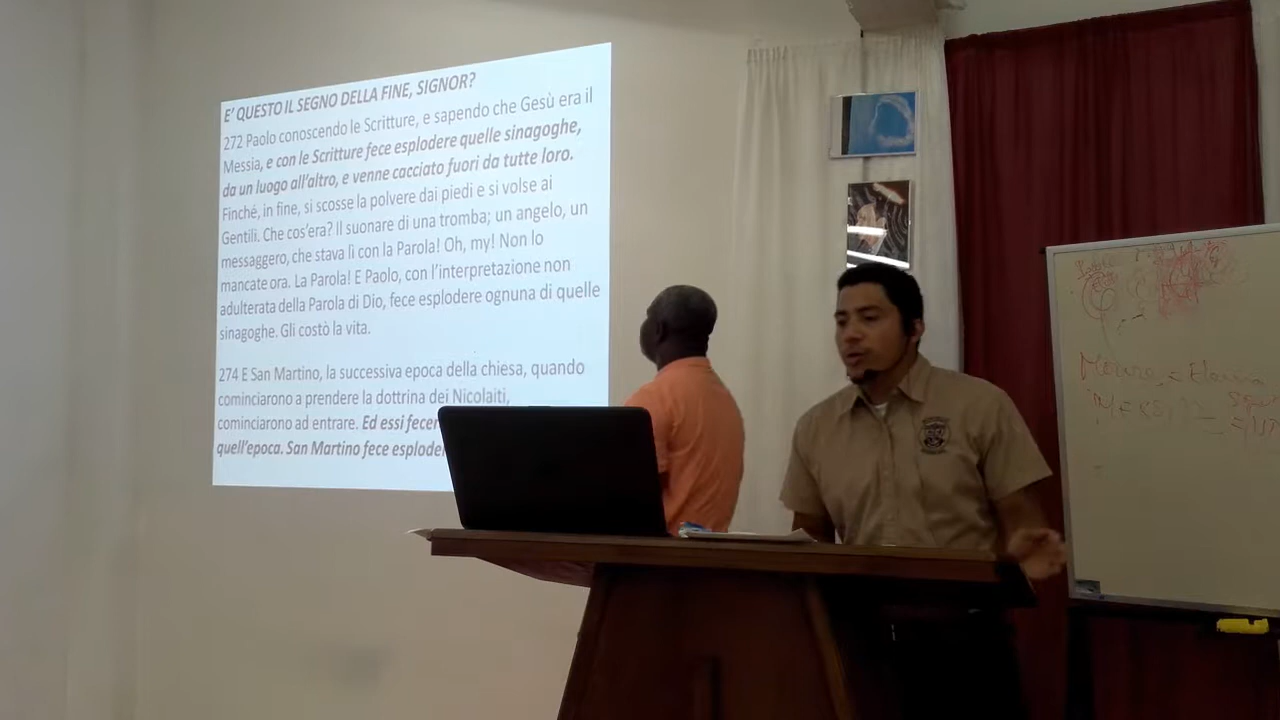 E' QUESTO IL SEGNO DELLA FINE, SIGNOR?
272 Paolo conoscendo le Scritture, e sapendo che Gesù era il
Messia, e con le Scritture fece esplodere quelle sinagoghe,
da un luogo all'altro, e venne cacciato fuori da tutte loro.
Finché, in fine, si scosse la polvere dai piedi e si volse ai
Gentili. Che cos'era? Il suonare di una tromba; un angelo, un
messaggero, che stava lì con la Parola! Oh, my! Non lo
mancate ora. La Parola! E Paolo, con l'interpretazione non
adulterata della Parola di Dio, fece esplodere ognuna di quelle
sinagoghe. Gli costò la vita.
274 E San Martino, la successiva epoca della chiesa, quando
cominciarono a prendere la dottrina dei Nicolaiti,
cominciarono ad entrare. Ed essi
quell'epoca. San Martino fece